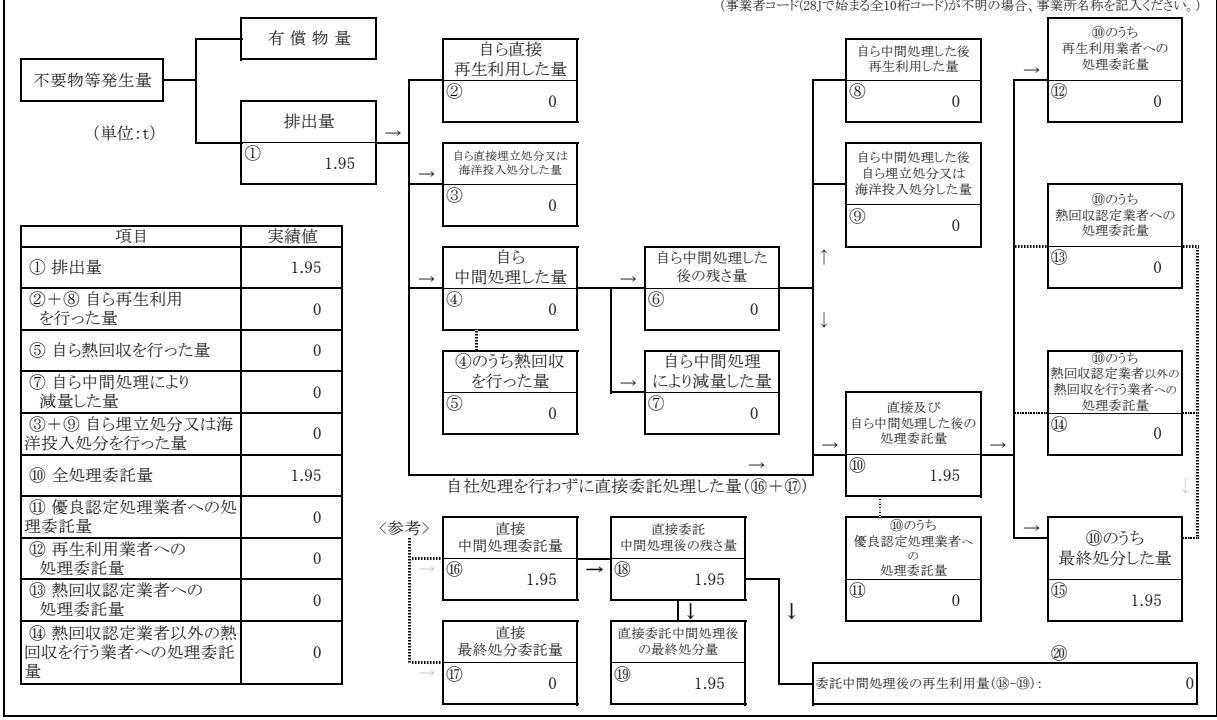 (事業者コード(28Jで始まる全10桁コード)が不明の場合、事業所名称を記入ください。)
不要物等発生量
有 償 物 量
(単位:t)
排出量
①
1.95
→
自ら直接
再生利用した量
②
0
→
自ら直接埋立処分又は
海洋投入処分した量
③
0
→
自ら
中間処理した量
④
0
④のうち熱回収
を行った量
⑤
0
→
自ら中間処理した
後の残さ量
⑥
0
→
自ら中間処理
により減量した量
⑦
0
自ら中間処理した後
再生利用した量
⑧
0
自ら中間処理した後
自ら埋立処分又は
海洋投入処分した量
⑨
0
↑
↓
→
自社処理を行わずに直接委託処理した量(⑯+⑰)
→
直接及び
自ら中間処理した後の
処理委託量
⑩
1.95
→
⑩のうち
優良認定処理業者へ
の
処理委託量
⑪
0
→
⑩のうち
再生利用業者への
処理委託量
⑫
0
⑩のうち
熱回収認定業者への
処理委託量
⑬
0
⑩のうち
熱回収認定業者以外の
熱回収を行う業者への
処理委託量
⑭
0
↓
→
⑩のうち
最終処分した量
⑮
1.95
項目 実績値
① 排出量 1.95
②+⑧ 自ら再生利用
を行った量 0
⑤ 自ら熱回収を行った量 0
⑦ 自ら中間処理により
減量した量 0
③+⑨ 自ら埋立処分又は海
洋投入処分を行った量 0
⑩ 全処理委託量 1.95
⑪ 優良認定処理業者への処
理委託量 0
⑫ 再生利用業者への
処理委託量 0
⑬ 熱回収認定業者への
処理委託量 0
⑭ 熱回収認定業者以外の熱
回収を行う業者への処理委託
量 0
〈参考〉
→
直接
中間処理委託量
⑯
1.95
→
直接委託
中間処理後の残さ量
⑱
1.95
↓
↓
→
直接
最終処分委託量
⑰
0
直接委託中間処理後
の最終処分量
⑲
1.95
⑳
委託中間処理後の再生利用量(⑱-⑲): 0